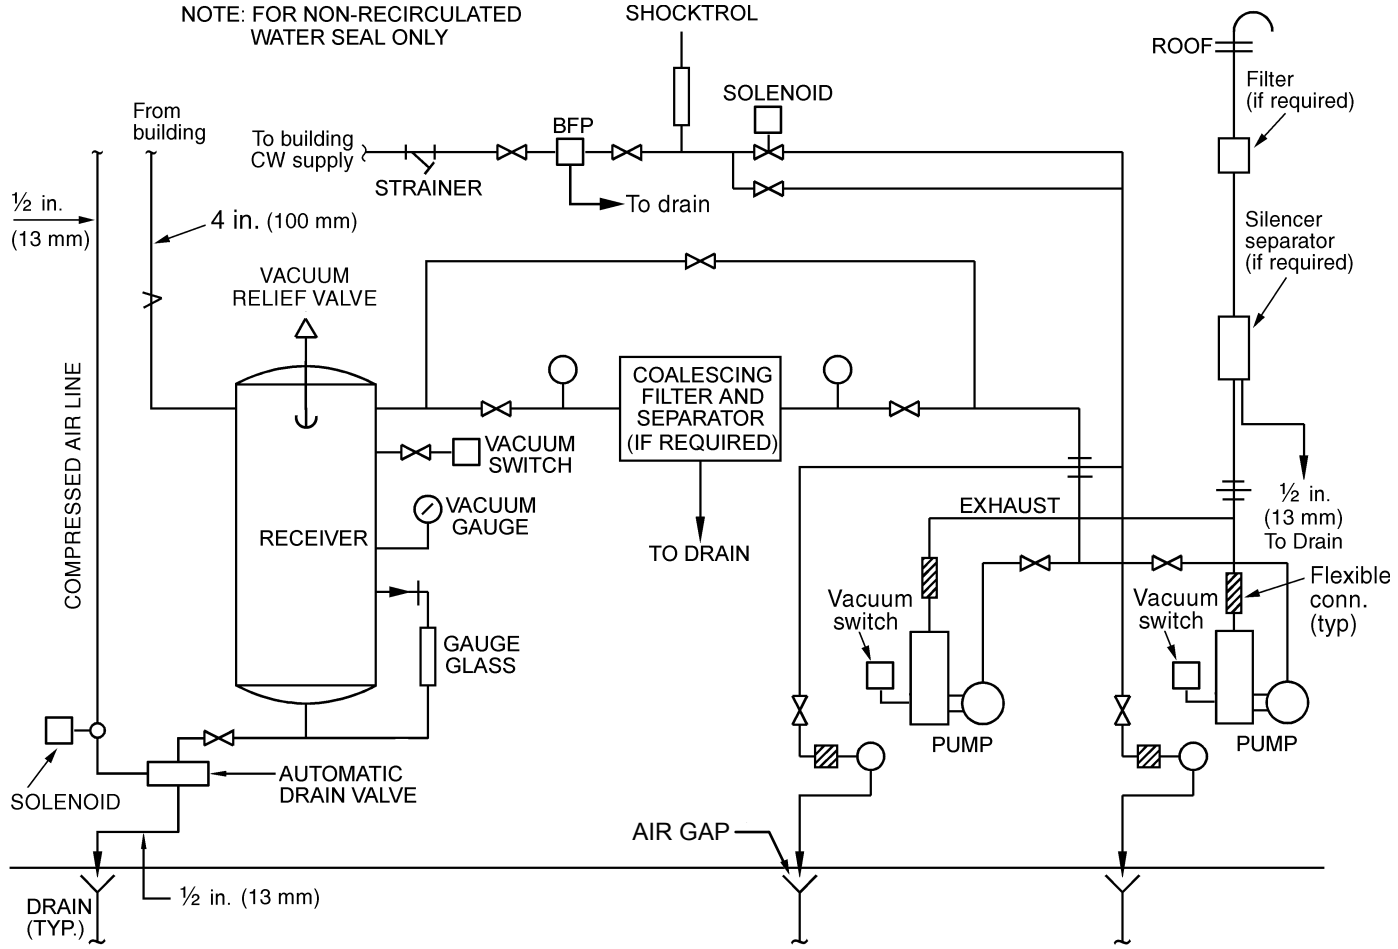 NOTE: FOR NON-RECIRCULATED
WATER SEAL ONLY
SHOCKTROL
ROOF
Filter
(if required)
SOLENOID
From
building
To building
CW supply
BFP
STRAINER
To drain
½ in.
(13 mm)
4 in. (100 mm)
Silencer
separator
(if required)
VACUUM
RELIEF VALVE
COMPRESSED AIR LINE
COALESCING
FILTER AND
SEPARATOR
(IF REQUIRED)
VACUUM
SWITCH
VACUUM
GAUGE
RECEIVER
TO DRAIN
EXHAUST
½ in.
(13 mm)
To Drain
Flexible
conn.
(typ)
Vacuum
switch
Vacuum
switch
GAUGE
GLASS
PUMP
PUMP
SOLENOID
AUTOMATIC
DRAIN VALVE
AIR GAP
½ in. (13 mm)
DRAIN
(TYP.)